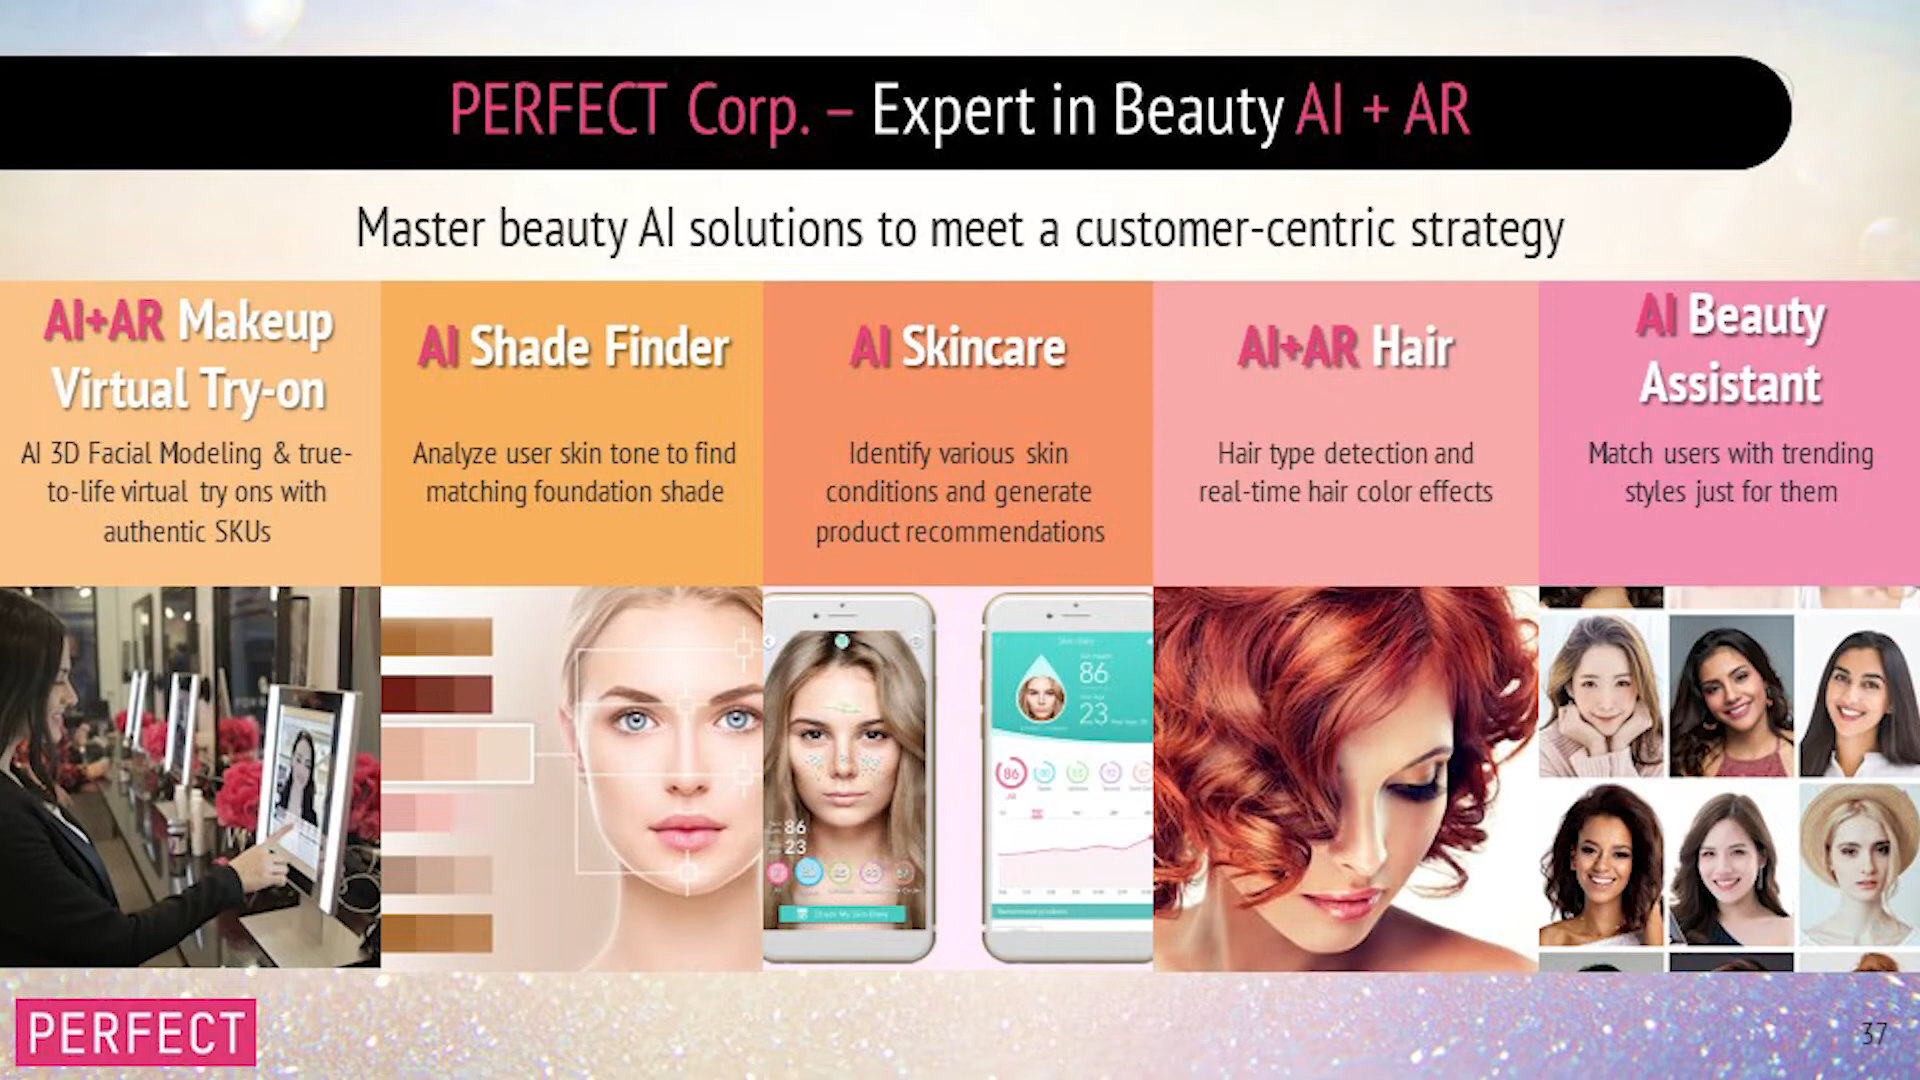 PERFECT Corp. – Expert in Beauty AI + AR
Master beauty AI solutions to meet a customer-centric strategy
AI+AR Makeup
Virtual Try-on
AI 3D Facial Modeling & true-
to-life virtual try ons with
authentic SKUs
AI Shade Finder
Analyze user skin tone to find
matching foundation shade
AI Skincare
Identify various skin
conditions and generate
product recommendations
AI+AR Hair
Hair type detection and
real-time hair color effects
AI Beauty
Assistant
Match users with trending
styles just for them
86
23
86
23
86
PERFECT
37